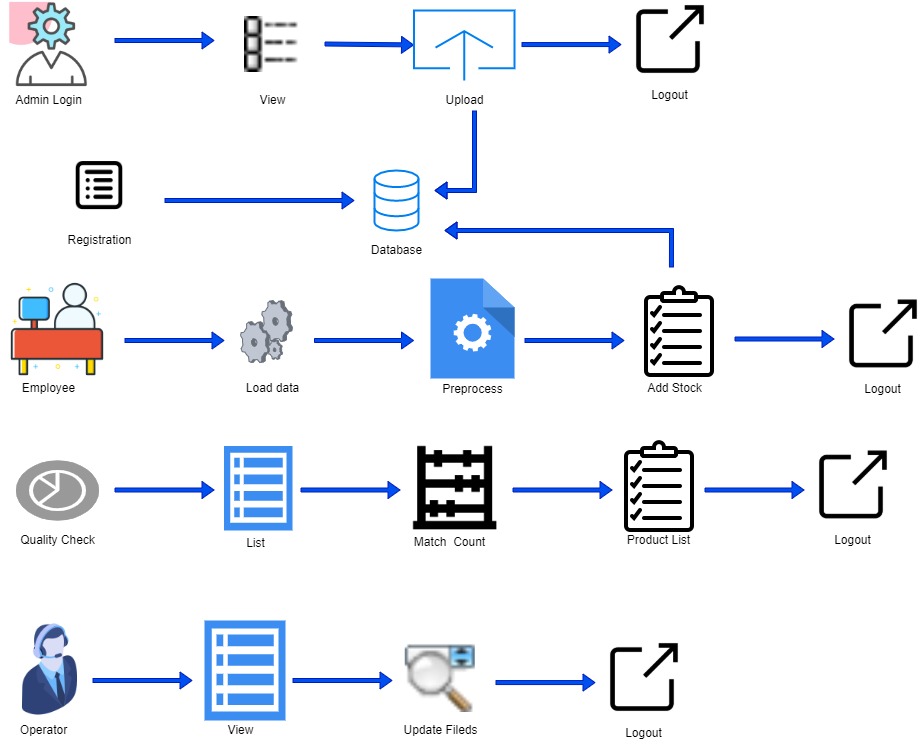 Admin Login
View
Upload
Logout
Registration
Database
Employee
Load data
Preprocess
Add Stock
Logout
Quality Check
List
Match  Count
Product List
Logout
Operator
View
Update Fileds
Logout